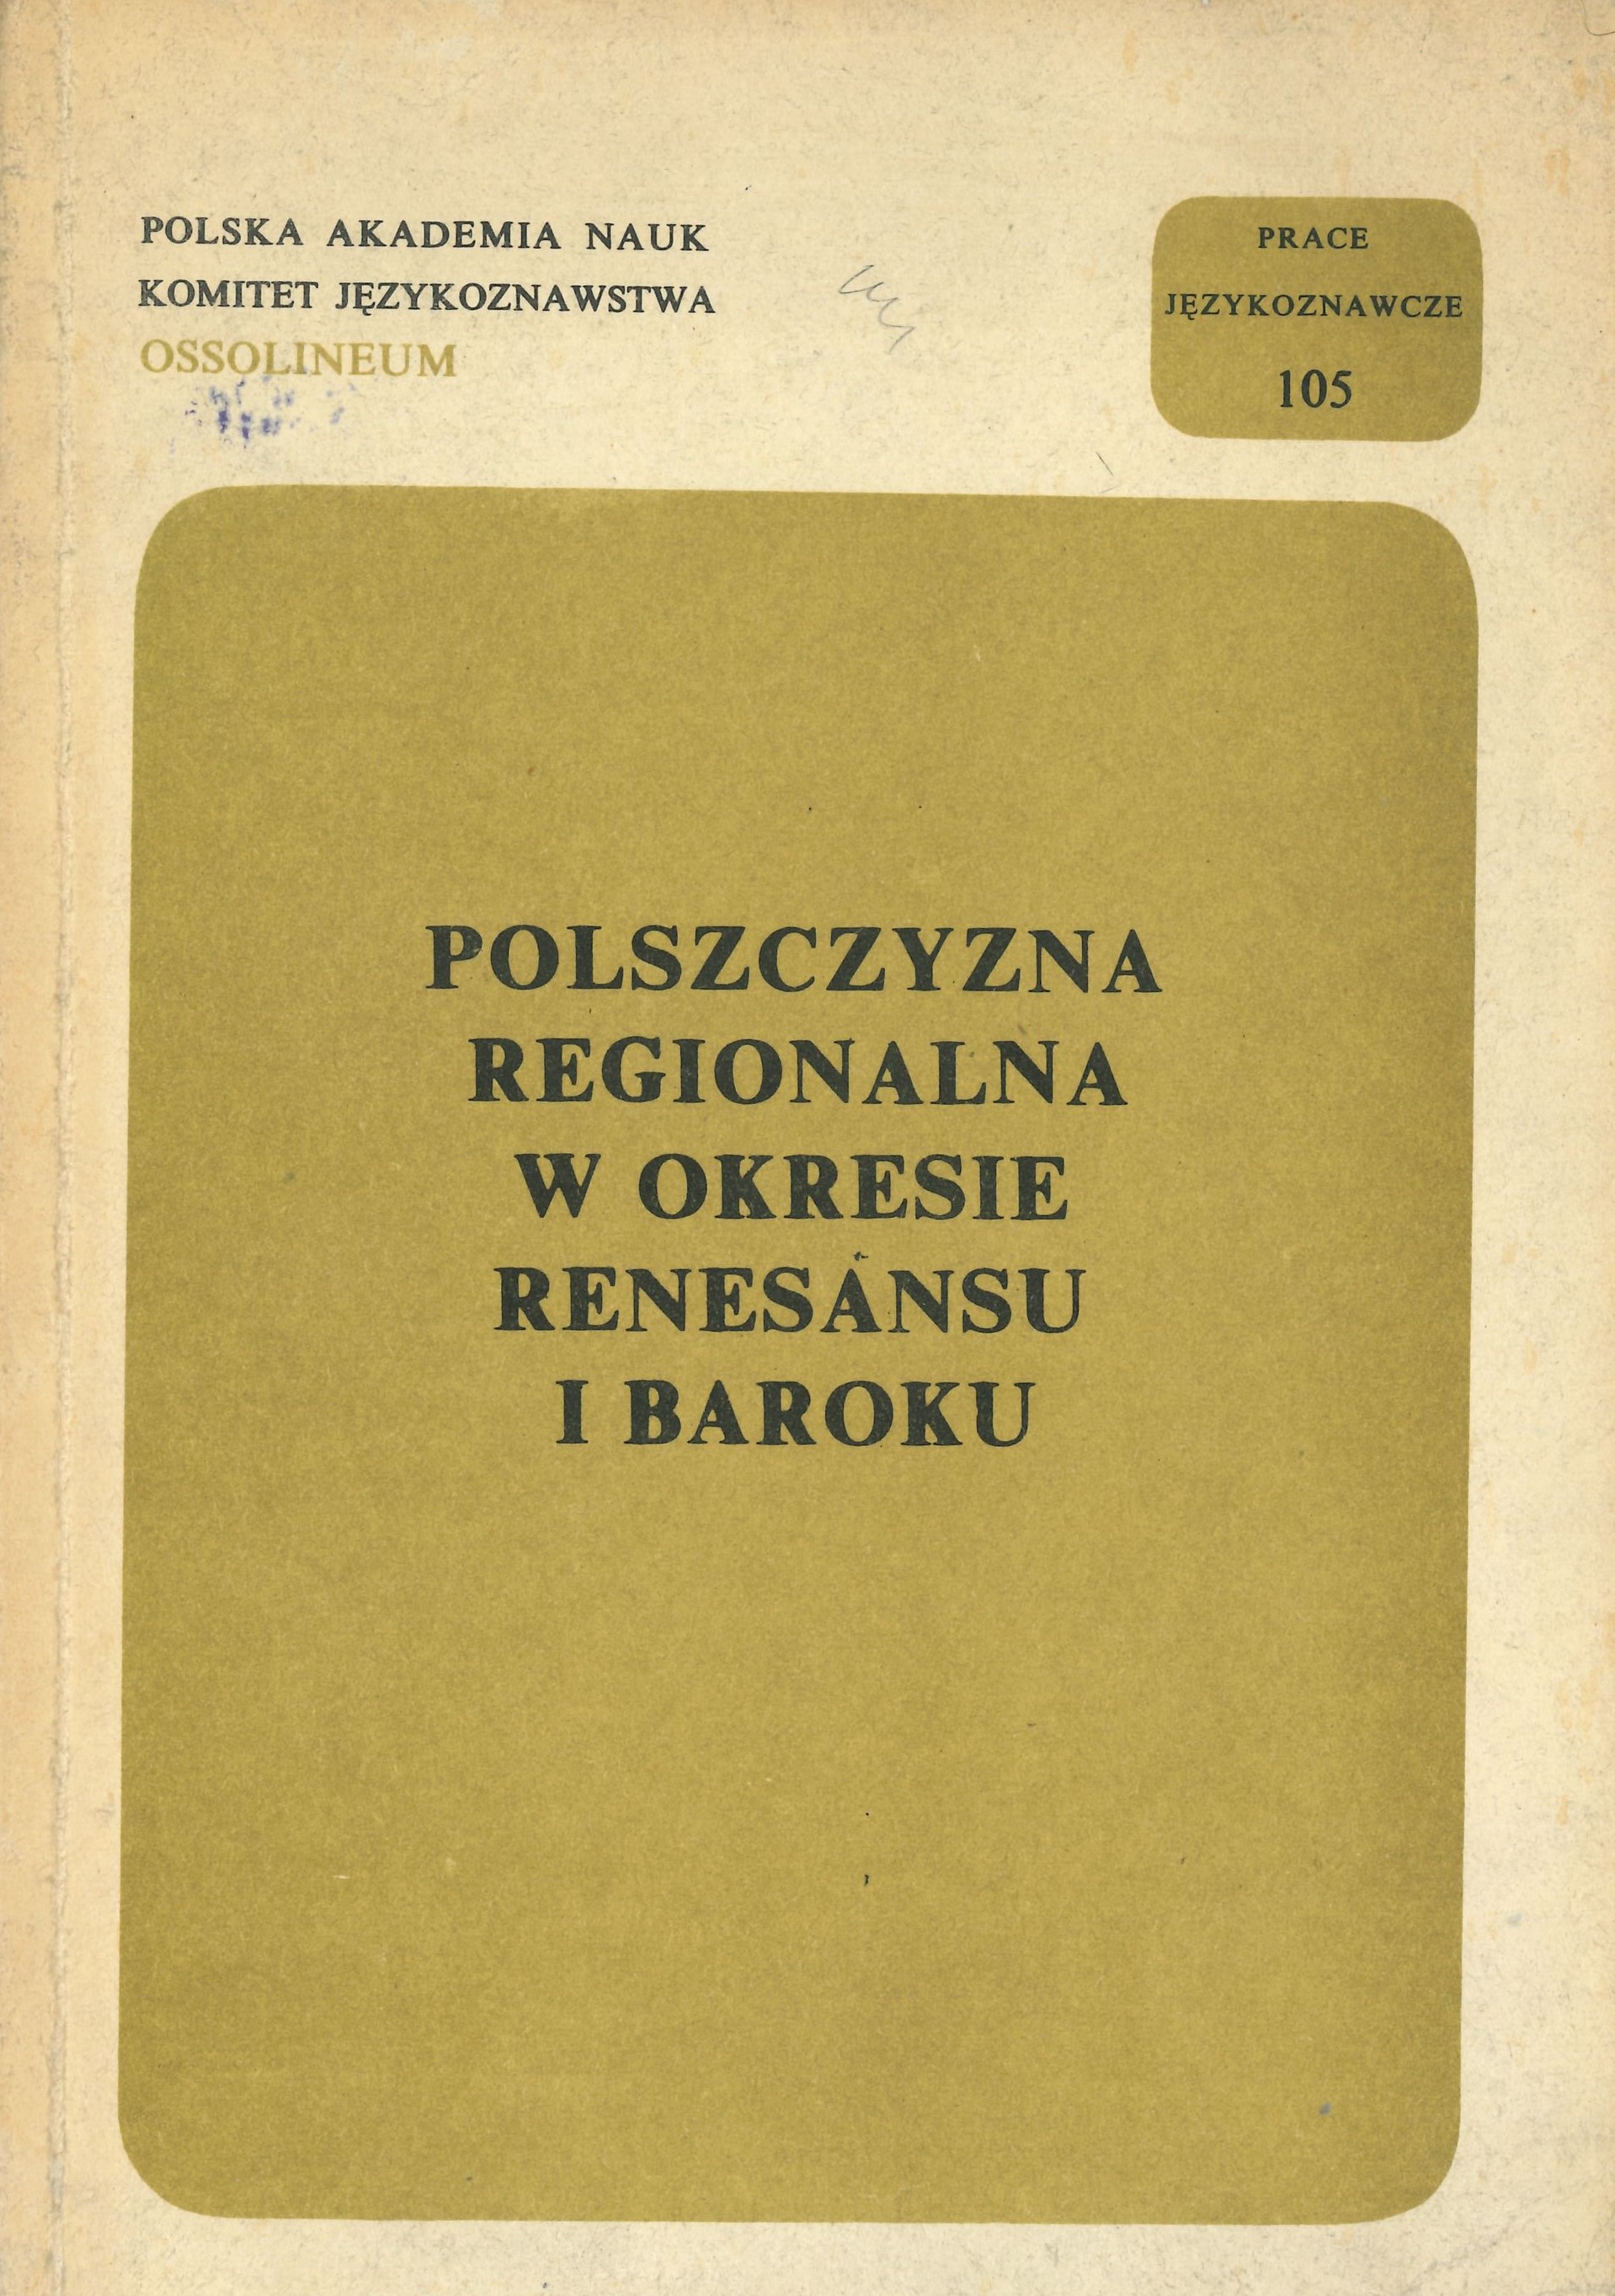 POLSKA AKADEMIA NAUK
KOMITET JĘZYKOZNAWSTWA
OSSOLINEUM
PRACE
JĘZYKOZNAWCZE
105
POLSZCZYZNA
REGIONALNA
W OKRESIE
RENESANSU
I BAROKU